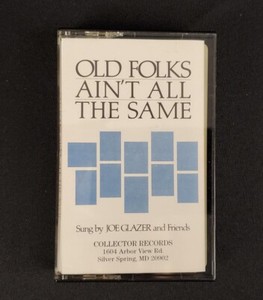 OLD FOLKS
AIN'T ALL
THE SAME
Sung by JOE GLAZER and Friends
COLLECTOR RECORDS
1604 Arbor View Rd.
Silver Spring, MD 20902